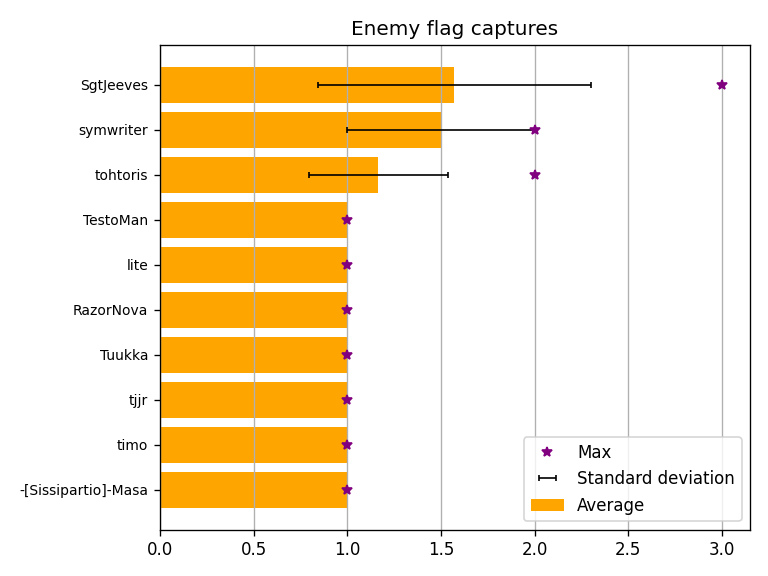 Enemy flag captures
SgtJeeves
symwriter
tohtoris
TestoMan
lite
RazorNova
Tuukka
tjjr
timo
-[Sissipartio]-Masa
Max
Standard deviation
Average
0.0 0.5 1.0 1.5 2.0 2.5 3.0